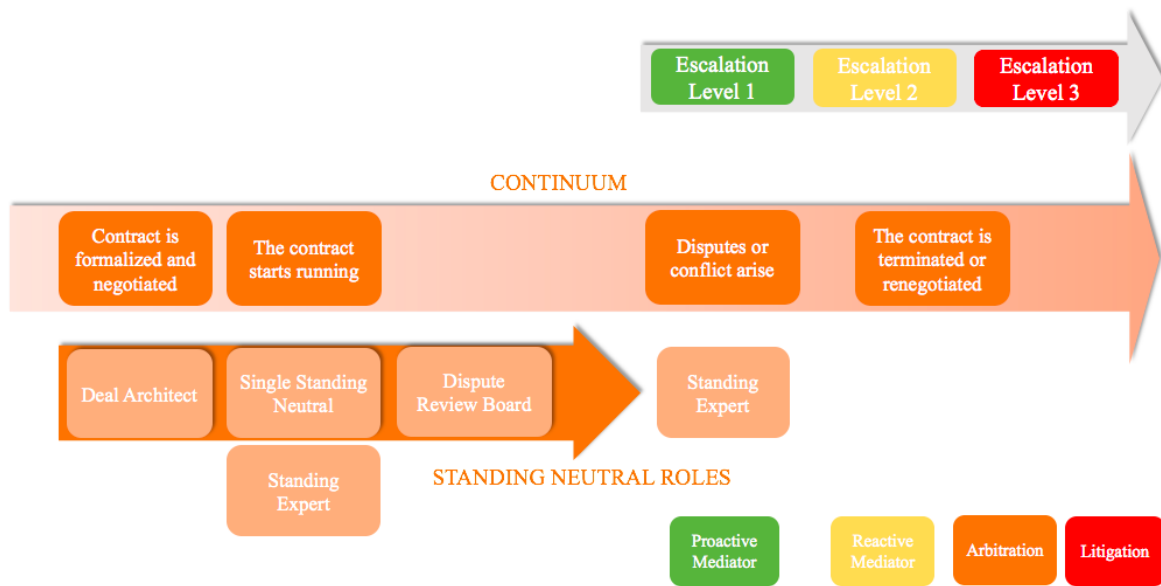 Escalation
Level 1
Escalation
Level 2
Escalation
Level 3
CONTINUUM
Contract is
formalized and
negotiated
The contract
starts running
Disputes or
conflict arise
The contract is
terminated or
renegotiated
Deal Architect
Single Standing
Neutral
Dispute
Review Board
Standing
Expert
Standing
Expert
STANDING NEUTRAL ROLES
Proactive
Mediator
Reactive
Mediator
Arbitration
Litigation